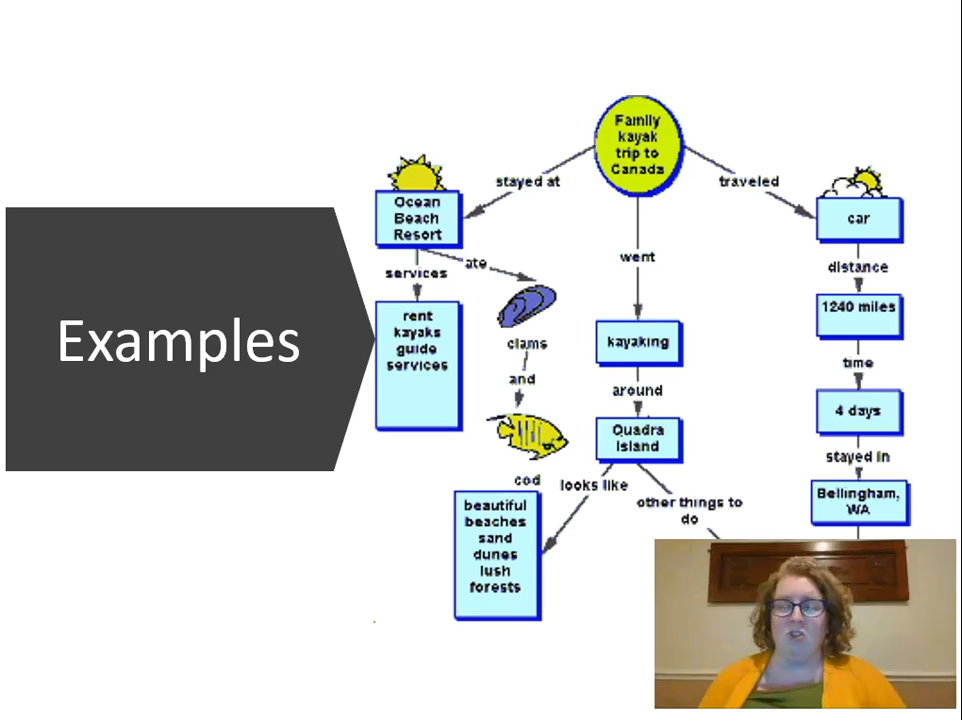 Examples
Family
kayak
trip to
Canada
stayed at
traveled
went
Ocean
Beach
Resort
services
ate
rent
kayaks
guide
services
clams
and
cod
kayaking
around
Quadra
Island
looks like
other things to
do
beautiful
beaches
sand
dunes
lush
forests
car
distance
1240 miles
time
4 days
stayed in
Bellingham,
WA